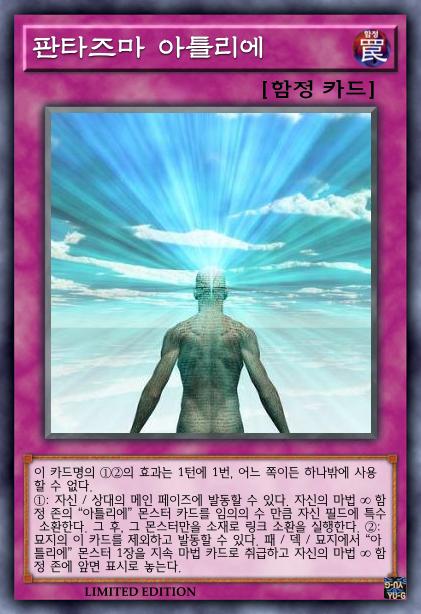 판타즈마 아틀리에
함정
罠
[함정 카드]
이 카드명의 ①②의 효과는 1턴에 1번, 어느 쪽이든 하나밖에 사용
할 수 없다.
①: 자신 / 상대의 메인 페이즈에 발동할 수 있다. 자신의 마법 ∞ 함
정 존의 “아틀리에” 몬스터 카드를 임의의 수 만큼 자신 필드에 특수
소환한다. 그 후, 그 몬스터만을 소재로 링크 소환을 실행한다. ②:
묘지의 이 카드를 제외하고 발동할 수 있다. 패 / 덱 / 묘지에서 “아
틀리에” 몬스터 1장을 지속 마법 카드로 취급하고 자신의 마법 ∞ 함
정 존에 앞면 표시로 놓는다.
LIMITED EDITION